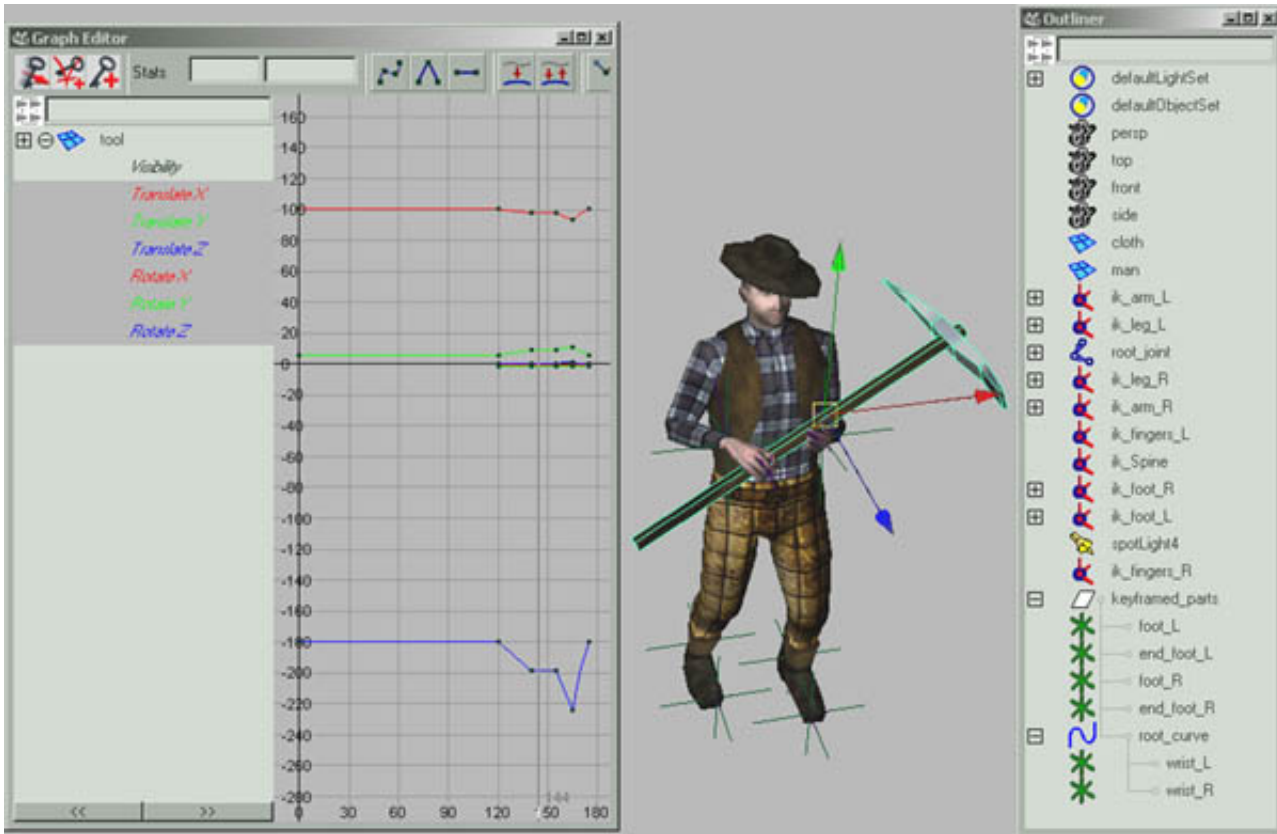 Graph Editor
Stats
tool
Visibility
Translate X
Translate Y
Translate Z
Rotate X
Rotate Y
Rotate Z
160
140
120
100
80
60
40
20
0
-20
-40
-60
-80
-100
-120
-140
-160
-180
-200
-220
-240
-260
-280
144
0 30 60 90 120 150 180
<< >>
Outliner
defaultLightSet
defaultObjectSet
persp
top
front
side
cloth
man
ik_arm_L
ik_leg_L
root_joint
ik_leg_R
ik_arm_R
ik_fingers_L
ik_Spine
ik_foot_R
ik_foot_L
spotLight4
ik_fingers_R
keyframed_parts
foot_L
end_foot_L
foot_R
end_foot_R
root_curve
wrist_L
wrist_R